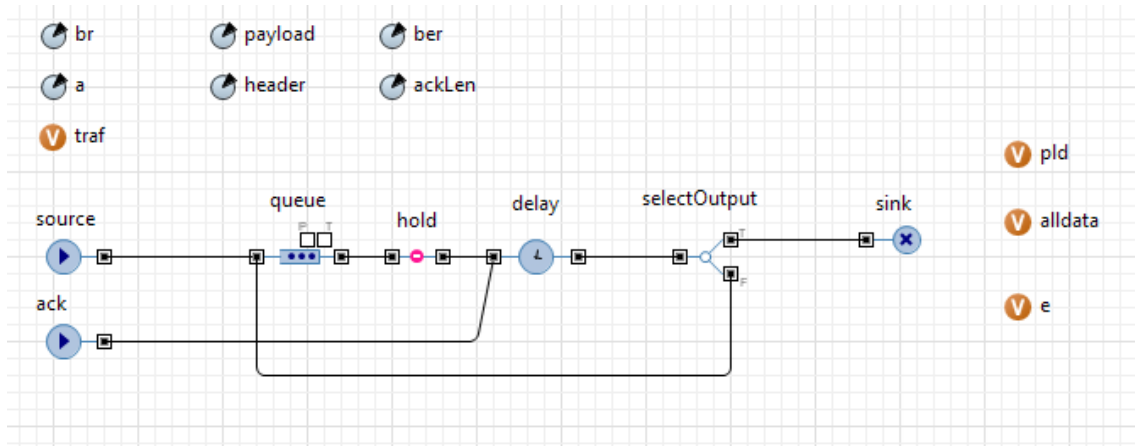 br payload ber
a header ackLen
V traf
V pld
queue hold delay selectOutput sink
source
P T
T
V alldata
F
ack
V e